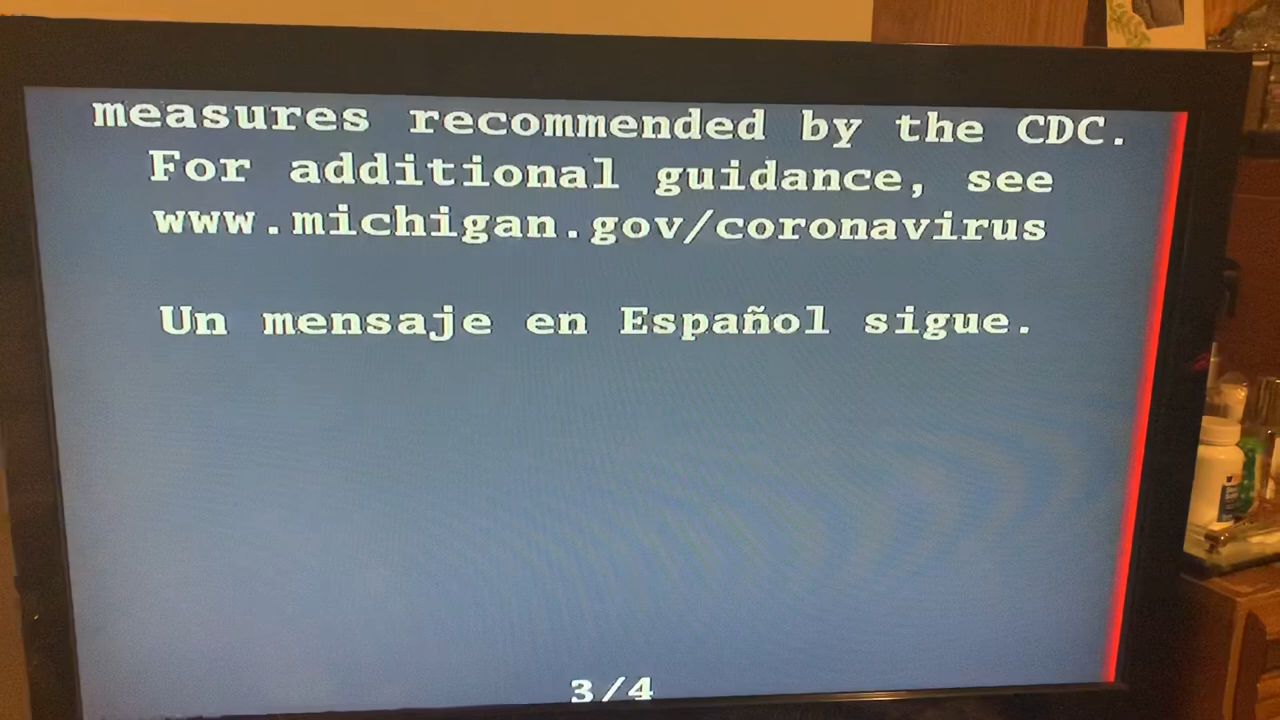 measures recommended by the CDC.
For additional guidance, see
www.michigan.gov/coronavirus
Un mensaje en Español sigue.
3/4